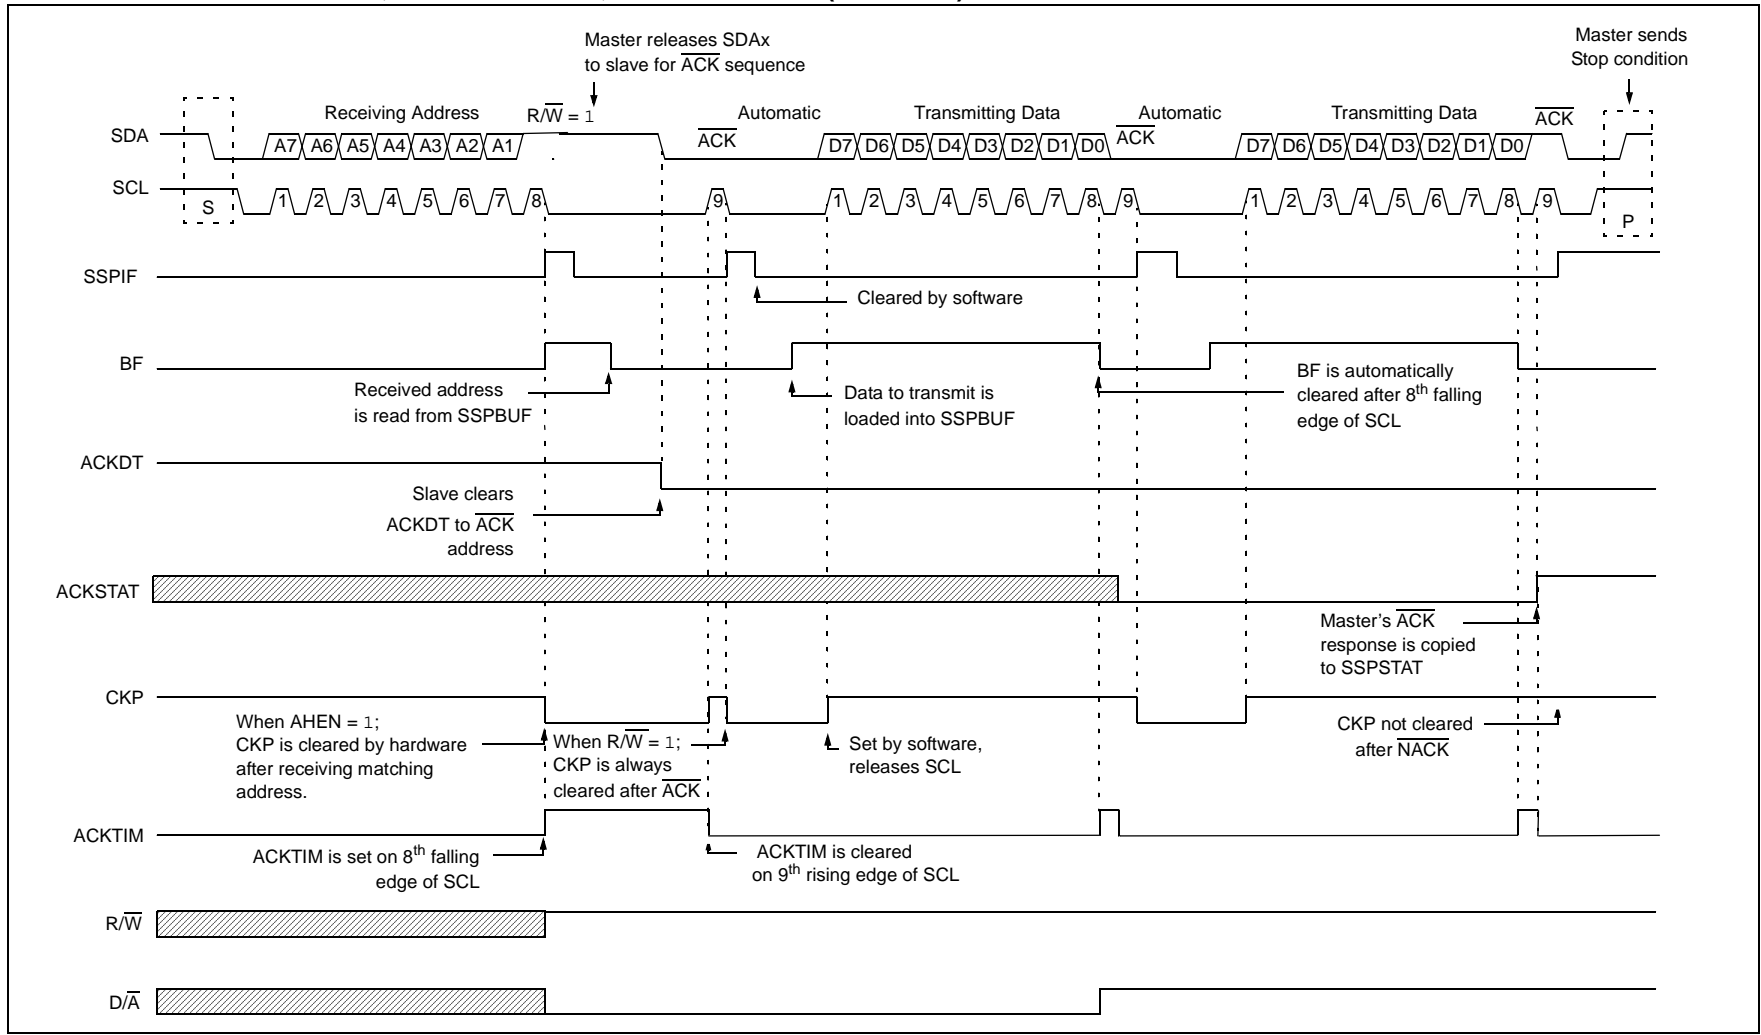 Master releases SDAx
to slave for ACK sequence
Master sends
Stop condition
Receiving Address
R/W = 1
Automatic
Transmitting Data
Automatic
Transmitting Data
ACK
SDA
A7 A6 A5 A4 A3 A2 A1
ACK
D7 D6 D5 D4 D3 D2 D1 D0
ACK
D7 D6 D5 D4 D3 D2 D1 D0
SCL
S
1 2 3 4 5 6 7 8 9 1 2 3 4 5 6 7 8 9 1 2 3 4 5 6 7 8 9
P
SSPIF
Cleared by software
BF
Received address
is read from SSPBUF
Data to transmit is
loaded into SSPBUF
BF is automatically
cleared after 8th falling
edge of SCL
ACKDT
Slave clears
ACKDT to ACK
address
ACKSTAT
Master's ACK
response is copied
to SSPSTAT
CKP
When AHEN = 1;
CKP is cleared by hardware
after receiving matching
address.
When R/W = 1;
CKP is always
cleared after ACK
Set by software,
releases SCL
CKP not cleared
after NACK
ACKTIM
ACKTIM is set on 8th falling
edge of SCL
ACKTIM is cleared
on 9th rising edge of SCL
R/W
D/A